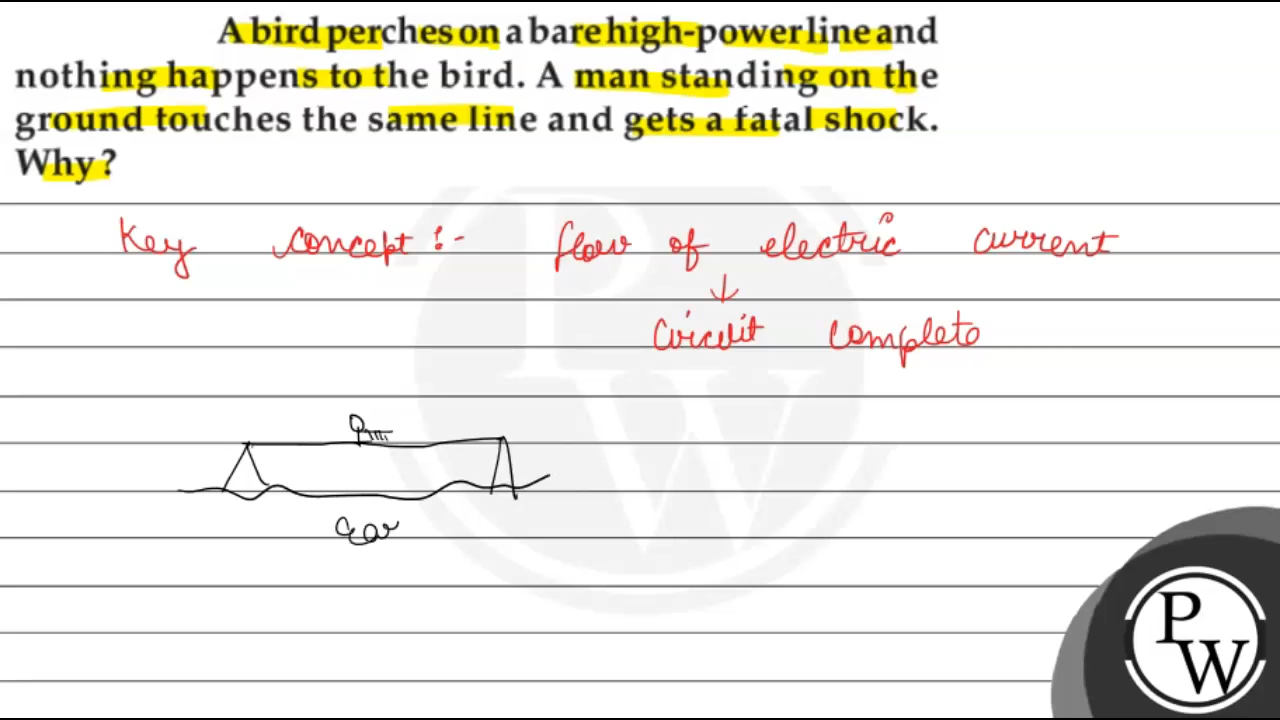 A bird perches on a bare high-power line and
nothing happens to the bird. A man standing on the
ground touches the same line and gets a fatal shock.
Why?
Key concept :- flow of electric current
↓
Circuit complete
Ear
P
W
P
W